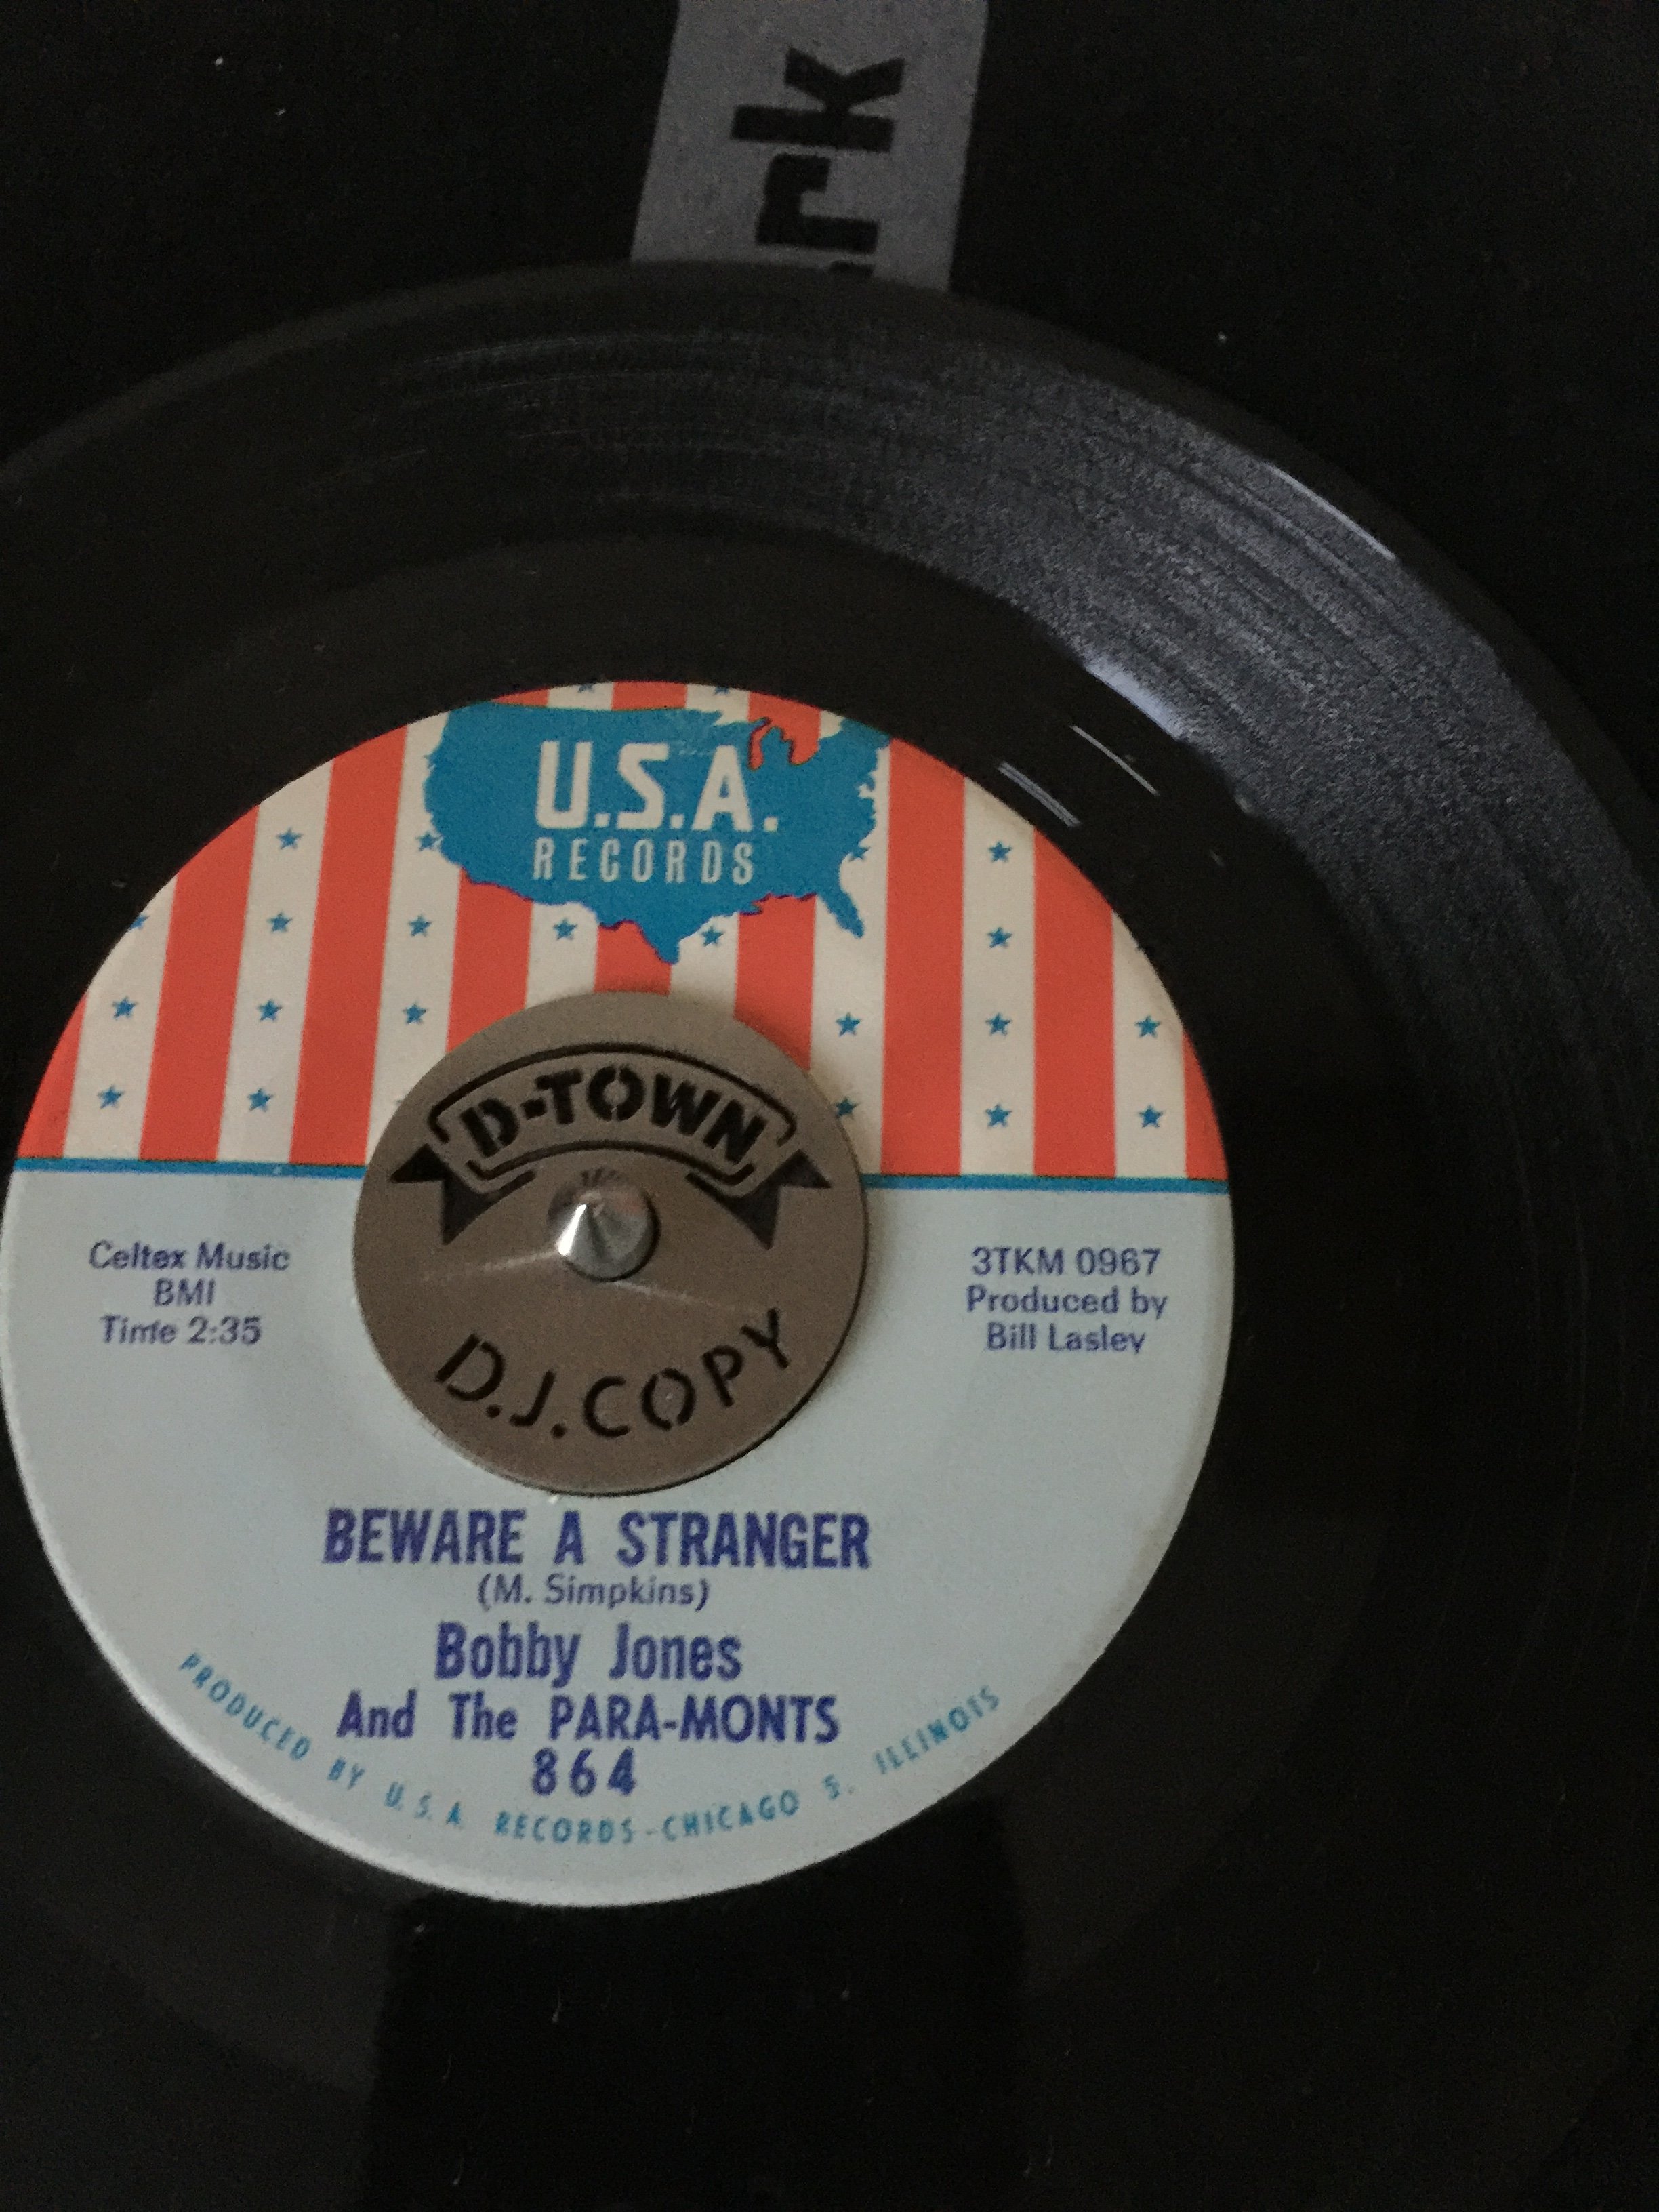 rk
U.S.A.
RECORDS
D-TOWN
D.J. COPY
Celtex Music
BMI
Time 2:35
3TKM 0967
Produced by
Bill Lasley
BEWARE A STRANGER
(M. Simpkins)
Bobby Jones
And The PARA-MONTS
864
PRODUCED BY U.S.A. RECORDS-CHICAGO 5, ILLINOIS